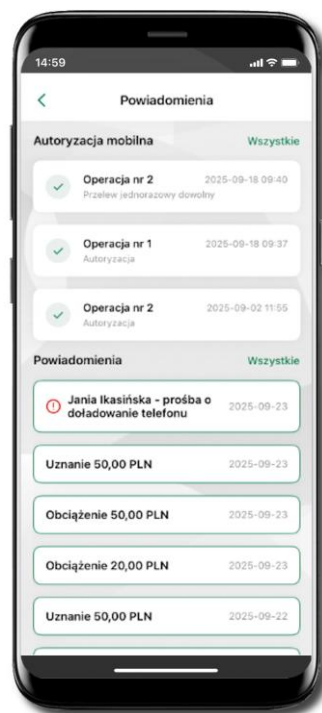 14:59
Powiadomienia
Autoryzacja mobilna Wszystkie
Operacja nr 2 2025-09-18 09:40
Przelew jednorazowy dowolny
Operacja nr 1 2025-09-18 09:37
Autoryzacja
Operacja nr 2 2025-09-02 11:55
Autoryzacja
Powiadomienia Wszystkie
Jania Ikasińska - prośba o
doładowanie telefonu 2025-09-23
Uznanie 50,00 PLN 2025-09-23
Obciążenie 50,00 PLN 2025-09-23
Obciążenie 20,00 PLN 2025-09-23
Uznanie 50,00 PLN 2025-09-22